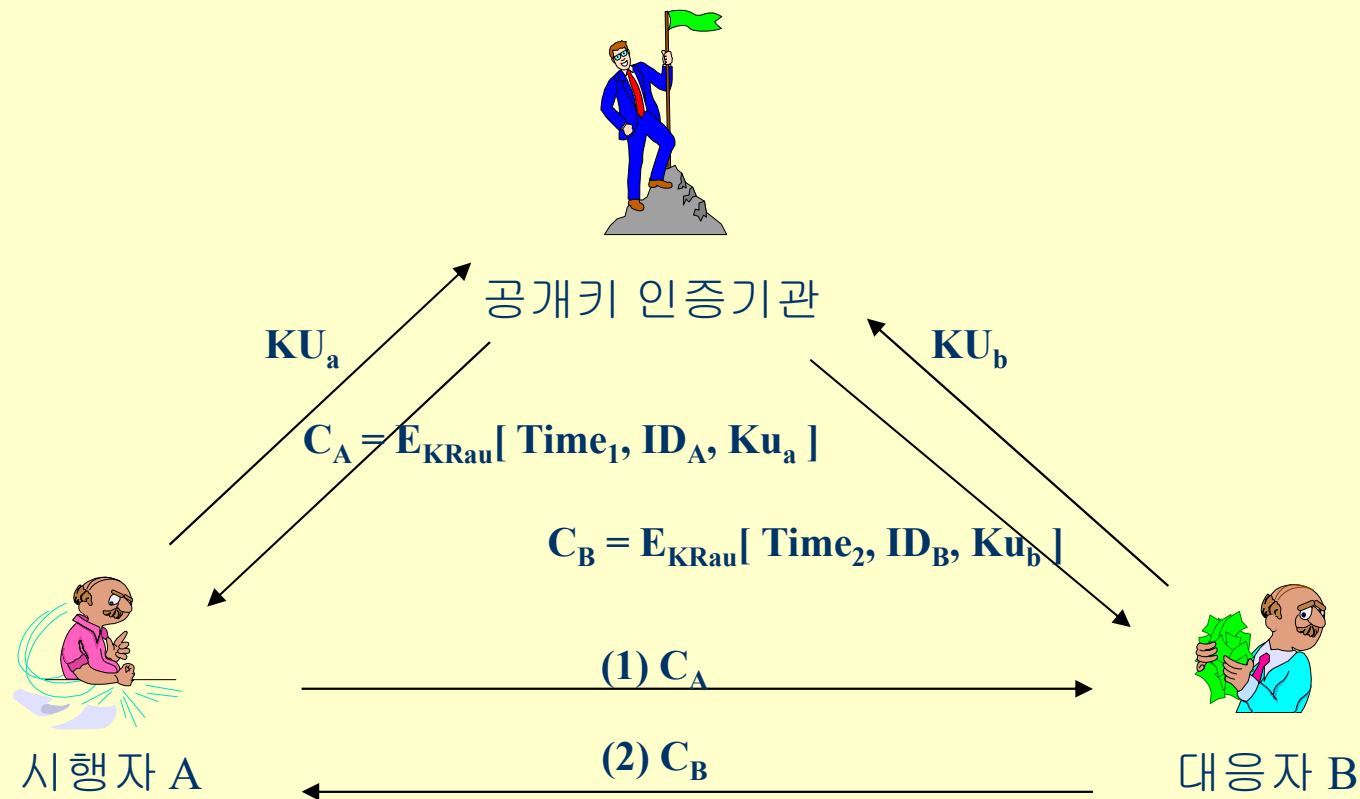 공개키 인증기관
KUa
KUb
CA = EKRau[ Time1, IDA, Kua ]
CB = EKRau[ Time2, IDB, Kub ]
(1) CA
(2) CB
시행자 A
대응자 B